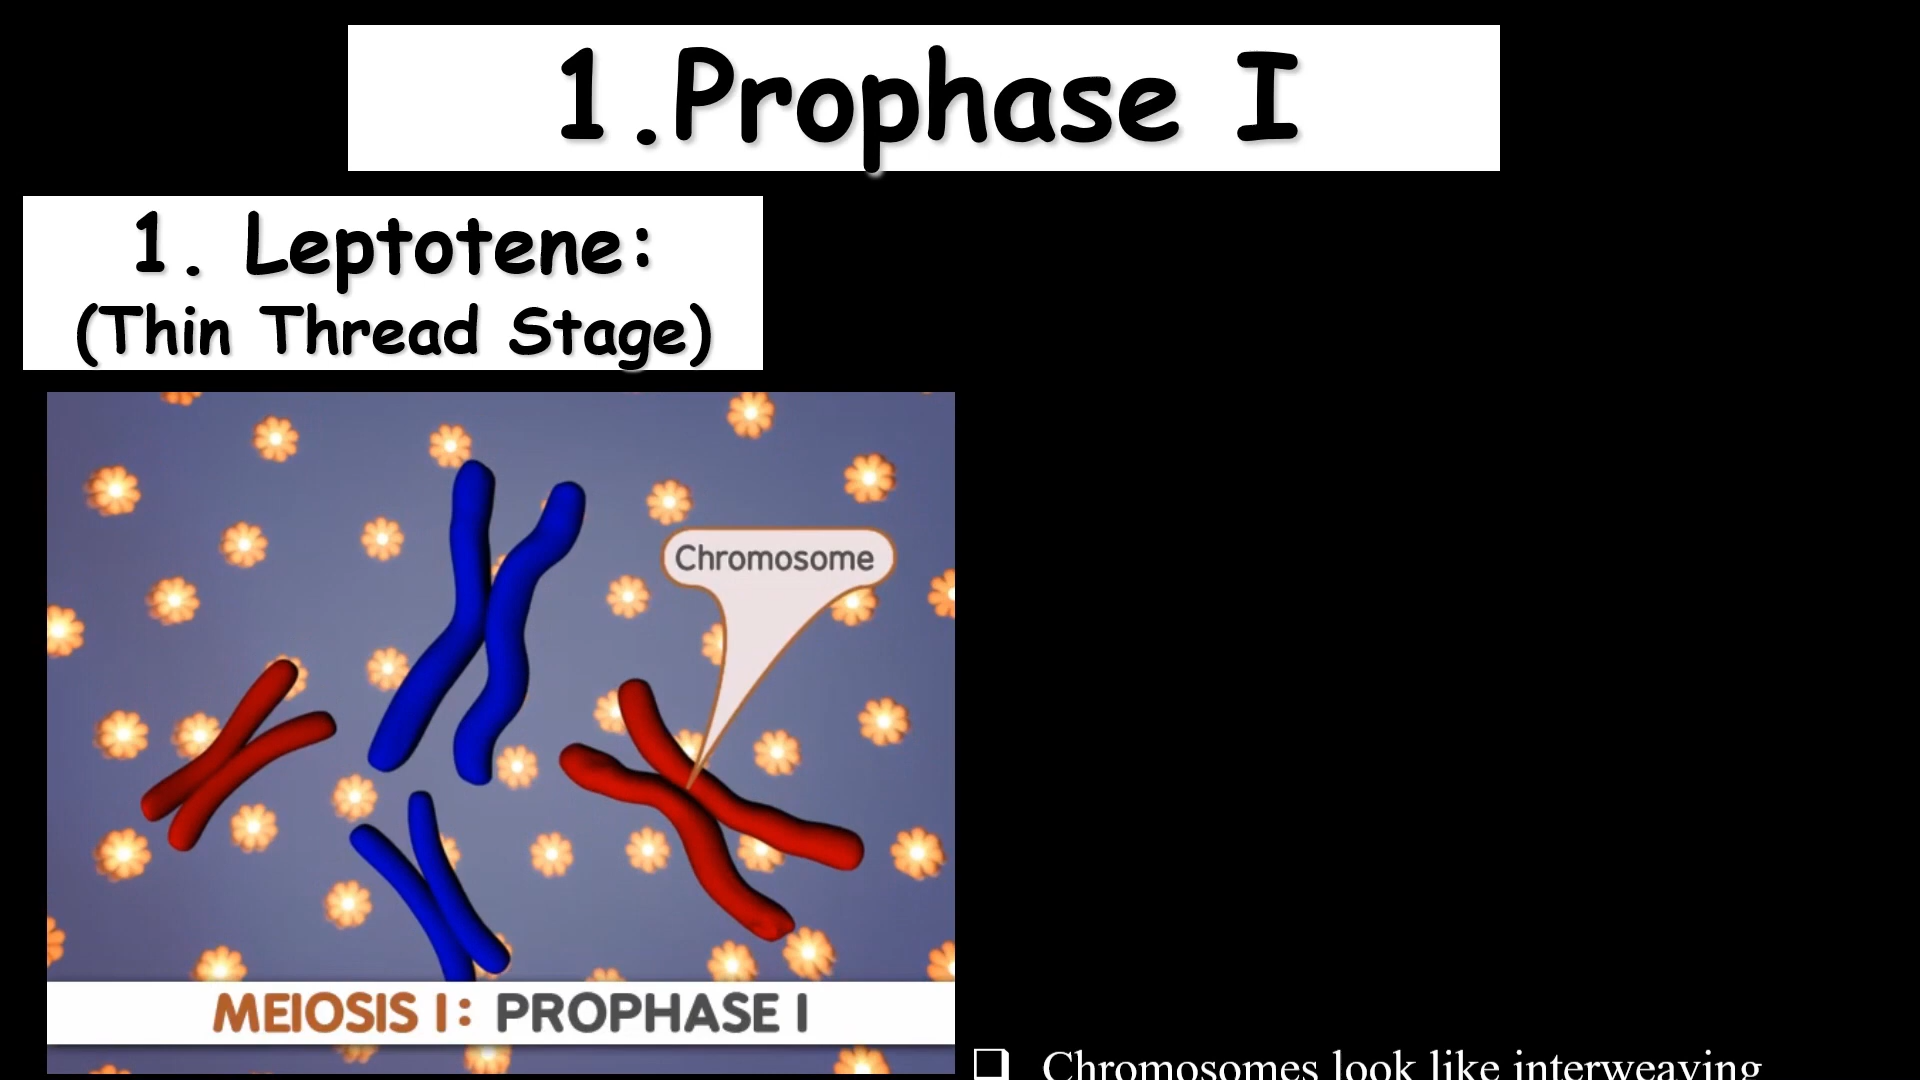 1.Prophase I
1. Leptotene:
(Thin Thread Stage)
Chromosome
MEIOSIS I: PROPHASE I
❑ Chromosomes look like interweaving